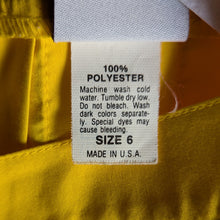 100%
POLYESTER
Machine wash cold
water. Tumble dry low.
Do not bleach. Wash
dark colors separate-
ly. Special dyes may
cause bleeding.
SIZE 6
MADE IN U.S.A.